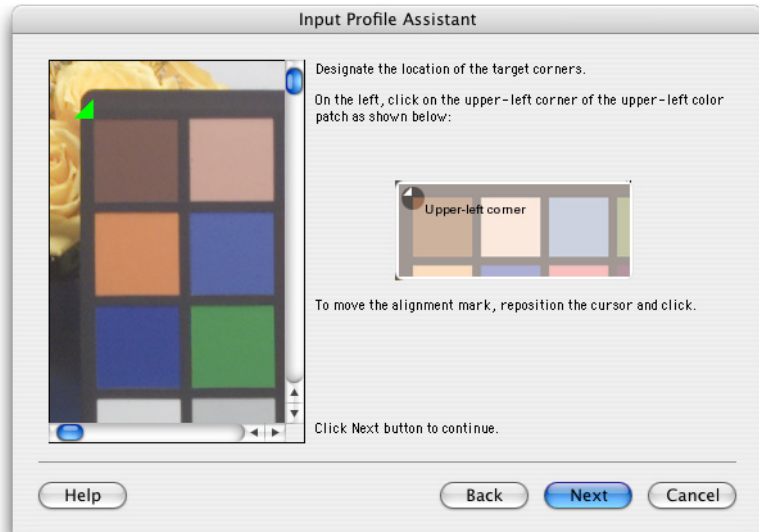 Input Profile Assistant
Designate the location of the target corners.
On the left, click on the upper-left corner of the upper-left color
patch as shown below:
Upper-left corner
To move the alignment mark, reposition the cursor and click.
Click Next button to continue.
Help
Back
Next
Cancel